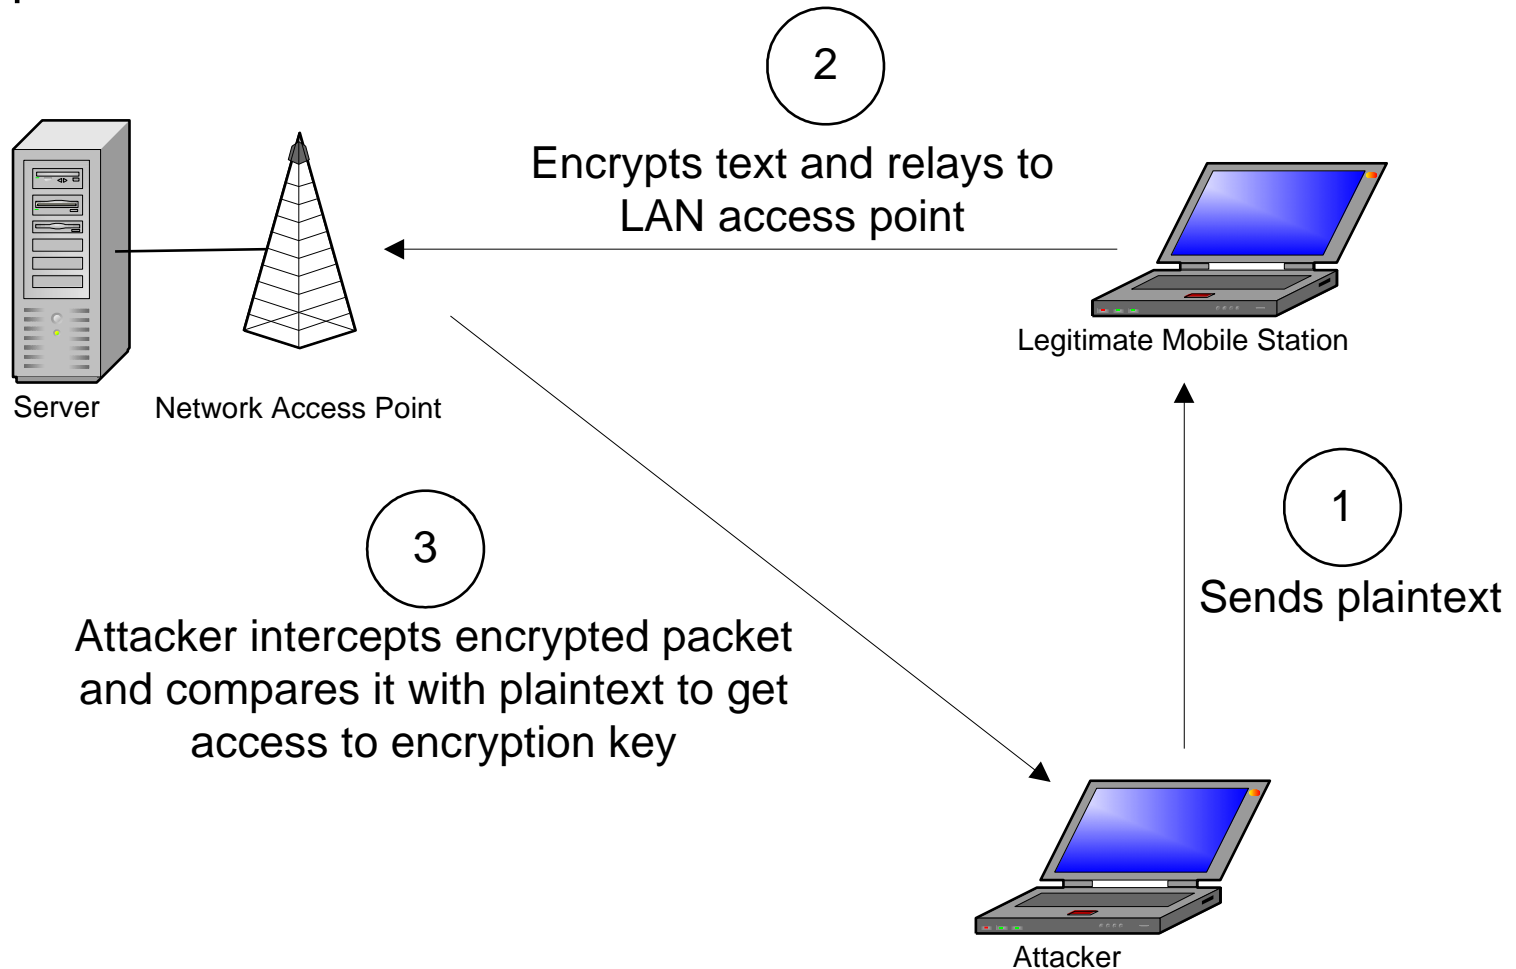 2
Encrypts text and relays to
LAN access point
Legitimate Mobile Station
Server
Network Access Point
1
Sends plaintext
3
Attacker intercepts encrypted packet
and compares it with plaintext to get
access to encryption key
Attacker